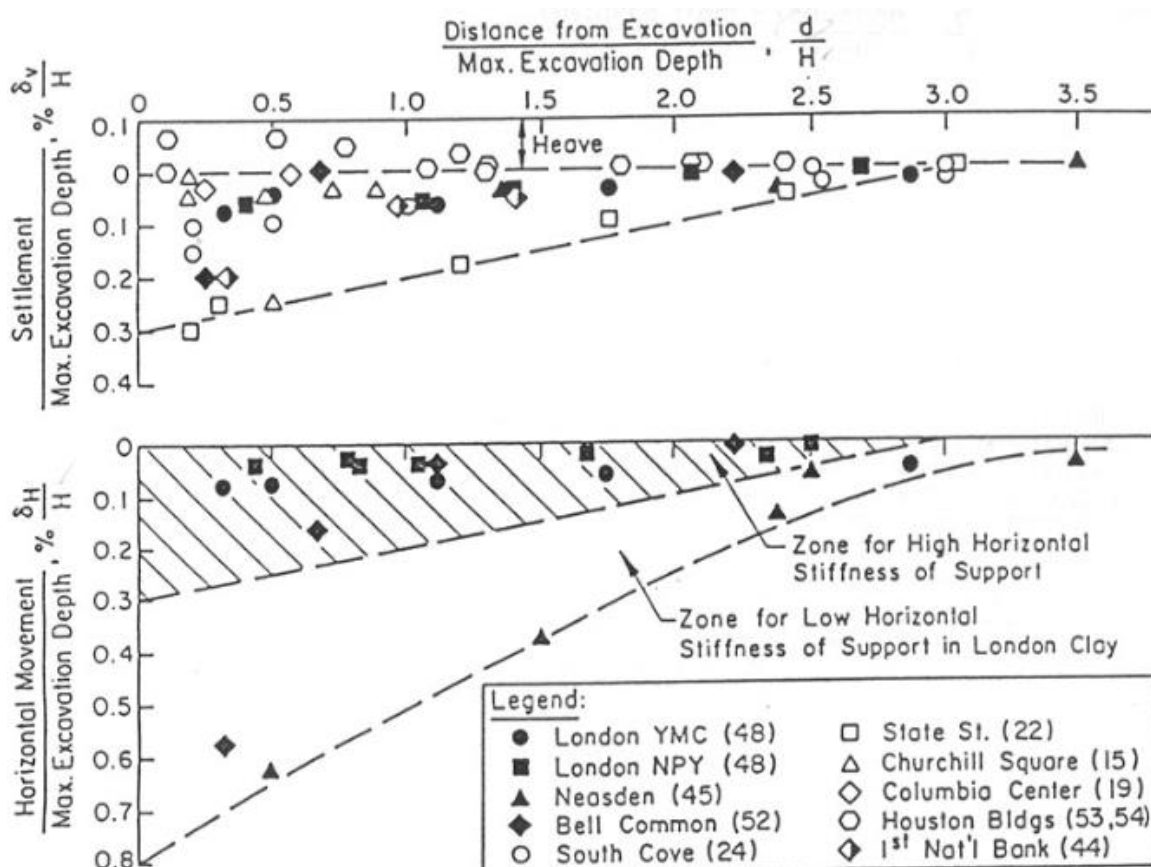 Distance from Excavation , d
Max. Excavation Depth H
0 0.5 1.0 1.5 2.0 2.5 3.0 3.5
Settlement , % δv
Max. Excavation Depth H
0.1
0
0.1
0.2
0.3
0.4
Heave
Horizontal Movement , % δH
Max. Excavation Depth H
0
0.1
0.2
0.3
0.4
0.5
0.6
0.7
0.8
Zone for High Horizontal
Stiffness of Support
Zone for Low Horizontal
Stiffness of Support in London Clay
Legend:
London YMC (48)
London NPY (48)
Neasden (45)
Bell Common (52)
South Cove (24)
State St. (22)
Churchill Square (15)
Columbia Center (19)
Houston Bldgs (53,54)
1st Nat'l Bank (44)